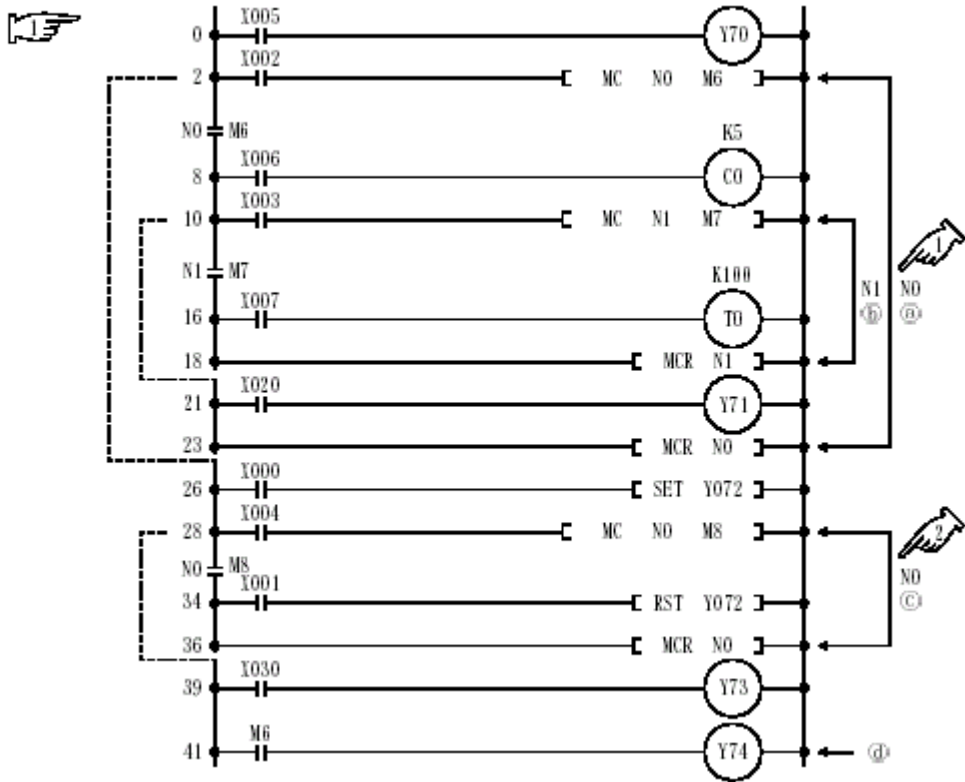 1
X005
0 Y70
X002
2 MC N0 M6
N0 M6
K5
X006
8 C0
X003
10 MC N1 M7
1
N1 M7
K100
N1 N0
ⓑ ⓐ
X007
16 T0
18 MCR N1
X020
21 Y71
23 MCR N0
X000
26 SET Y072
X004
28 MC N0 M8
2
N0 M8
N0
ⓒ
X001
34 RST Y072
36 MCR N0
X030
39 Y73
M6
41 Y74 ⓓ